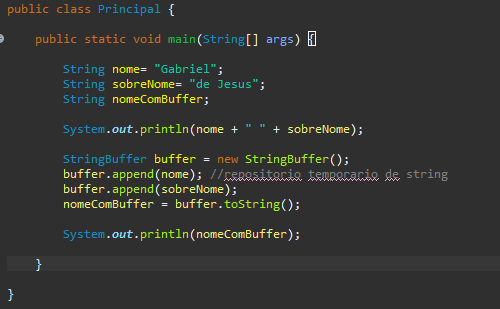 public class Principal {
public static void main(String[] args) {
String nome= "Gabriel";
String sobreNome= "de Jesus";
String nomeComBuffer;
System.out.println(nome + " " + sobreNome);
StringBuffer buffer = new StringBuffer();
buffer.append(nome); //repositorio temporario de string
buffer.append(sobreNome);
nomeComBuffer = buffer.toString();
System.out.println(nomeComBuffer);
}
}